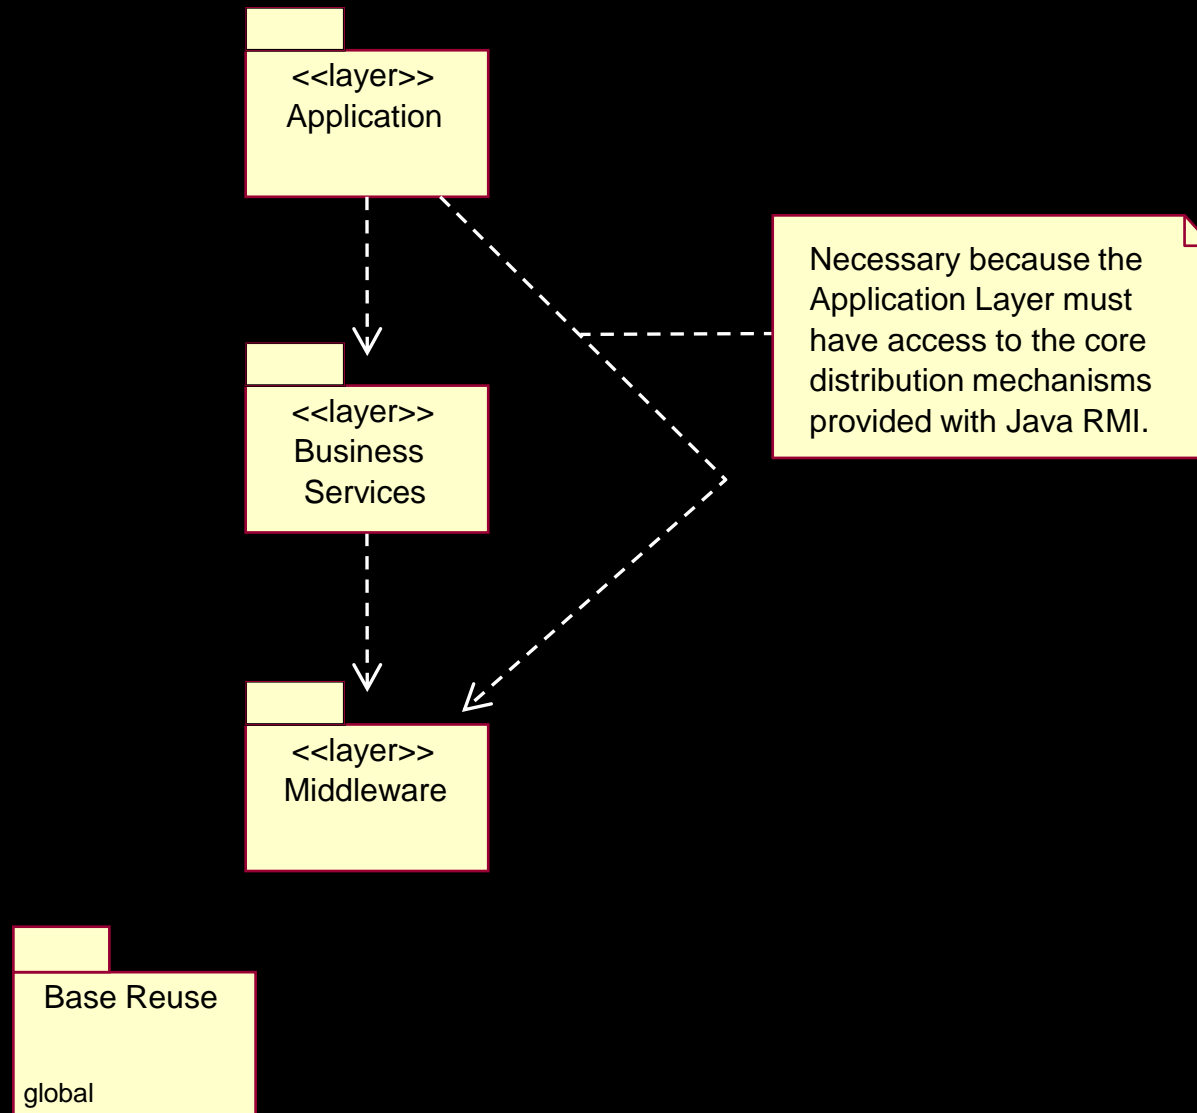 <<layer>>
Application
Necessary because the
Application Layer must
have access to the core
distribution mechanisms
provided with Java RMI.
<<layer>>
Business
Services
<<layer>>
Middleware
Base Reuse
global